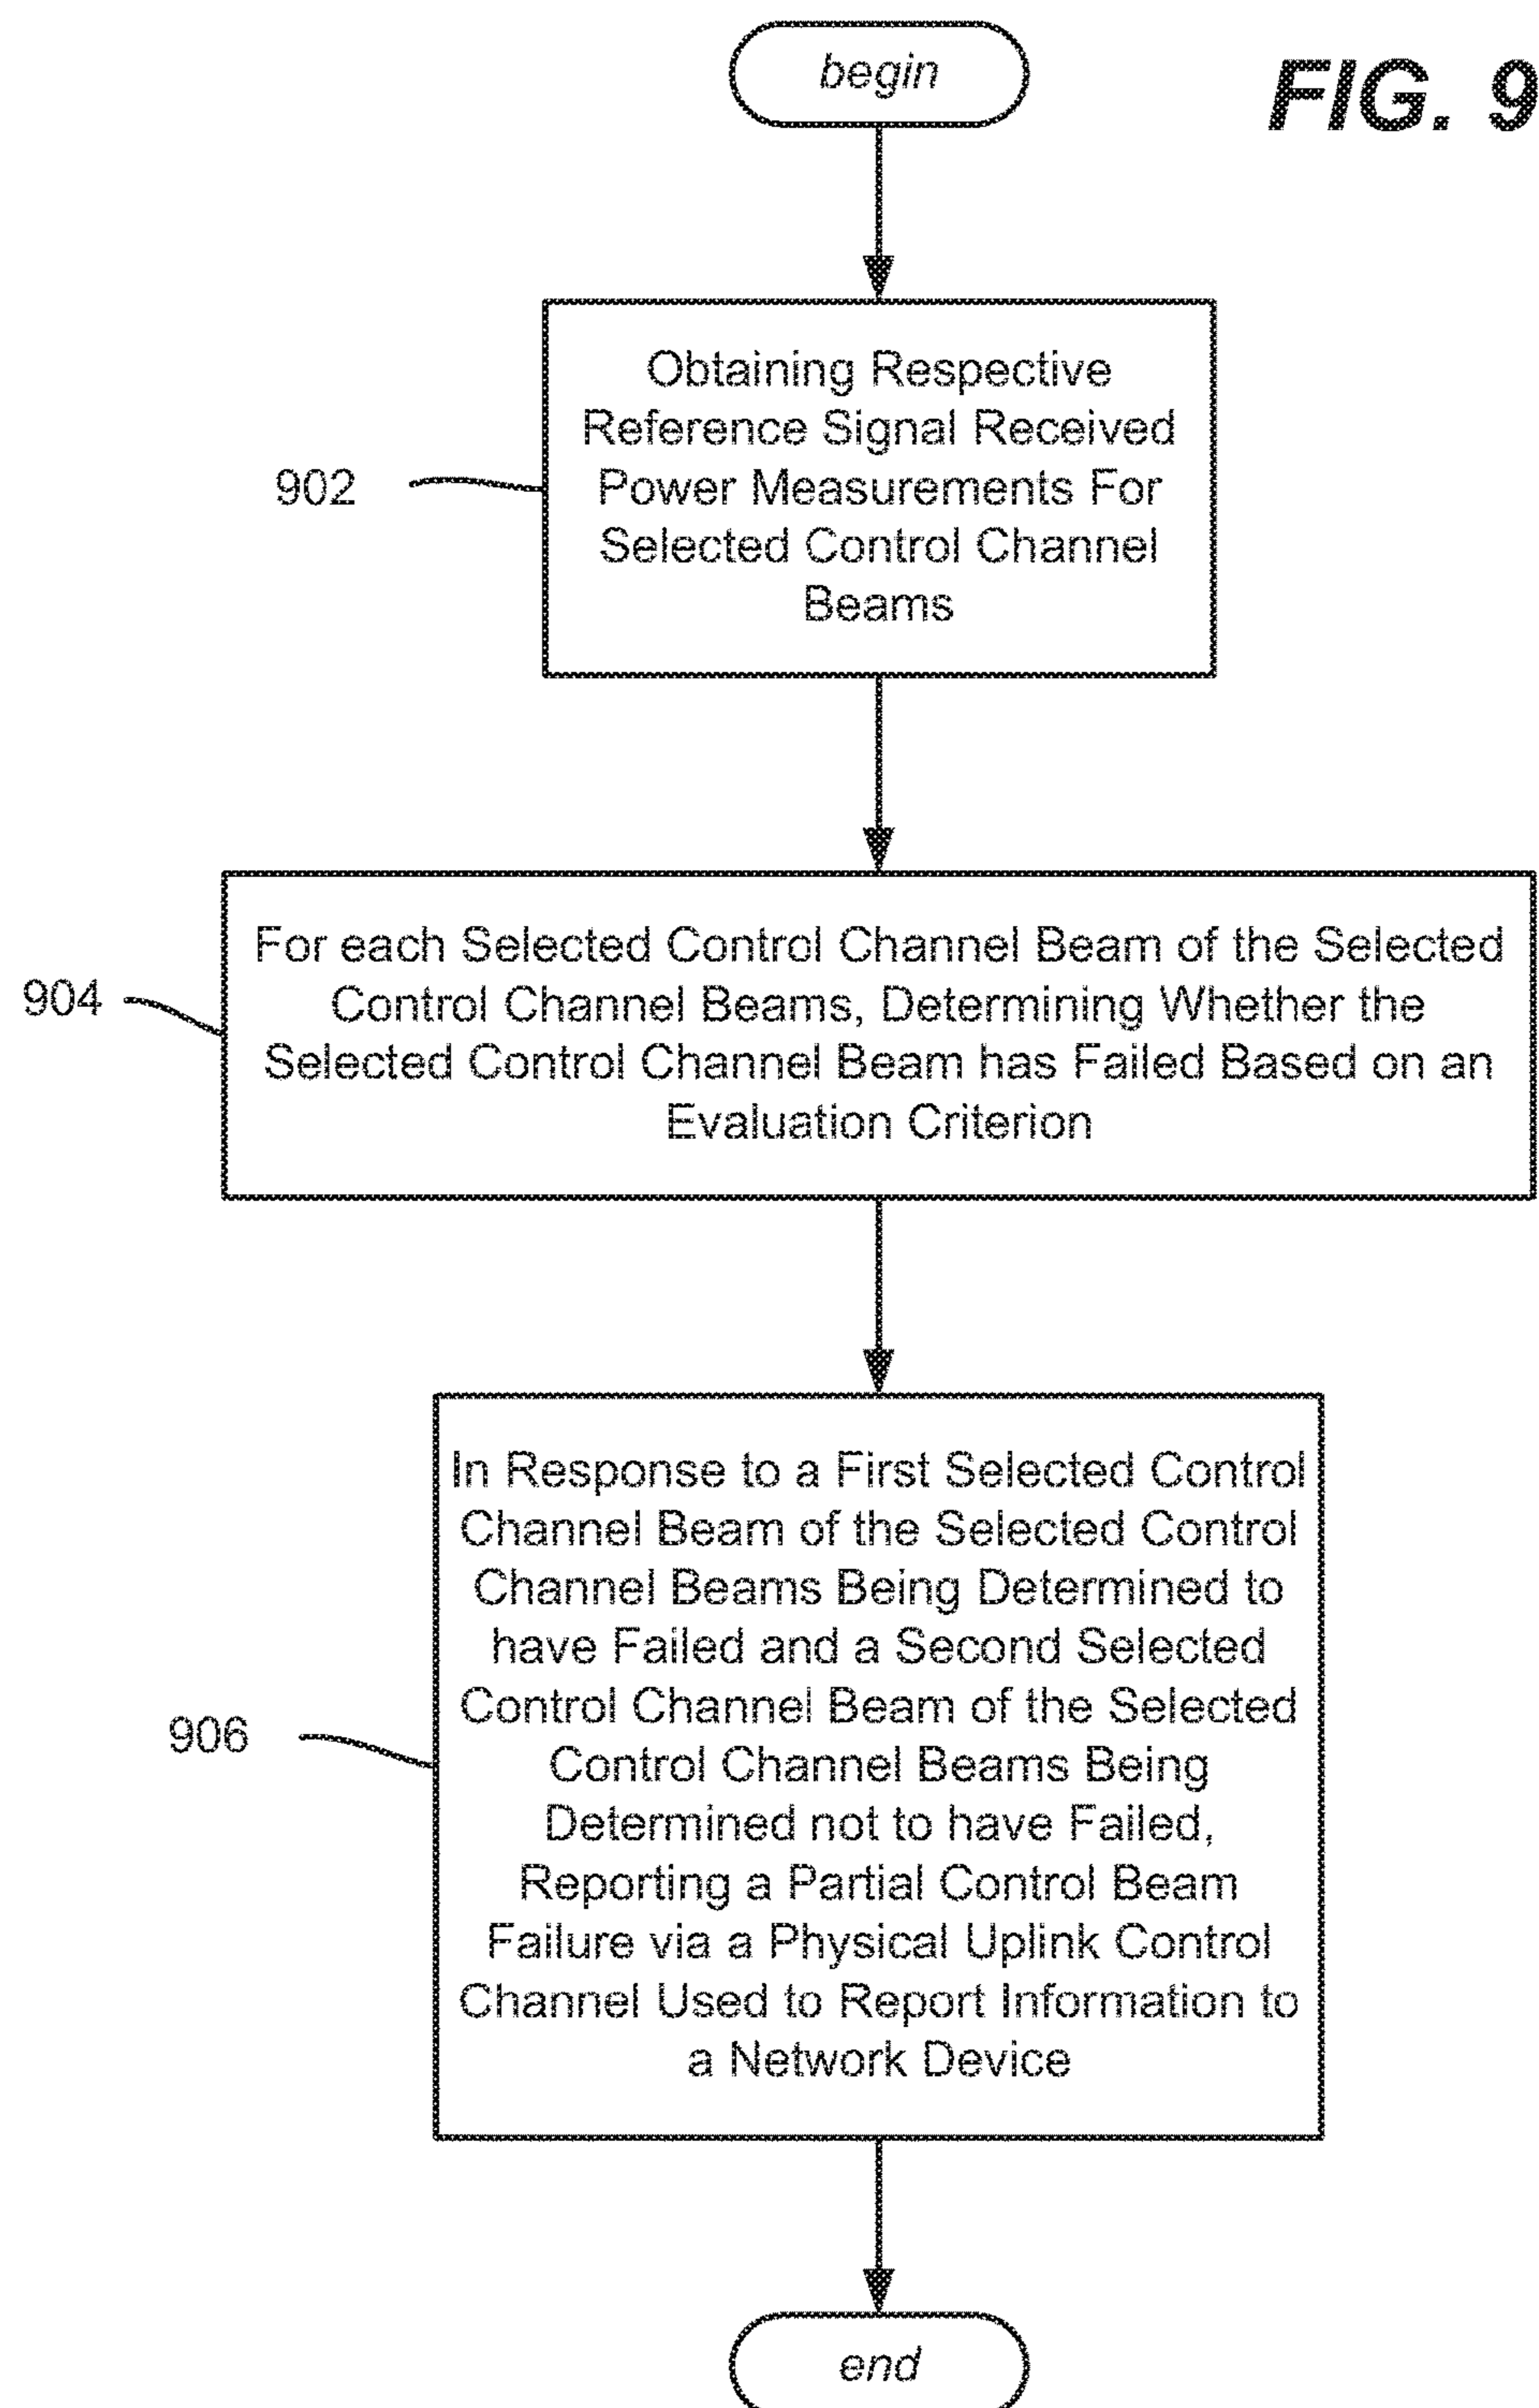 begin
FIG. 9
Obtaining Respective
Reference Signal Received
Power Measurements For
Selected Control Channel
Beams
902
For each Selected Control Channel Beam of the Selected
Control Channel Beams, Determining Whether the
Selected Control Channel Beam has Failed Based on an
Evaluation Criterion
904
In Response to a First Selected Control
Channel Beam of the Selected Control
Channel Beams Being Determined to
have Failed and a Second Selected
Control Channel Beam of the Selected
Control Channel Beams Being
Determined not to have Failed,
Reporting a Partial Control Beam
Failure via a Physical Uplink Control
Channel Used to Report Information to
a Network Device
906
end